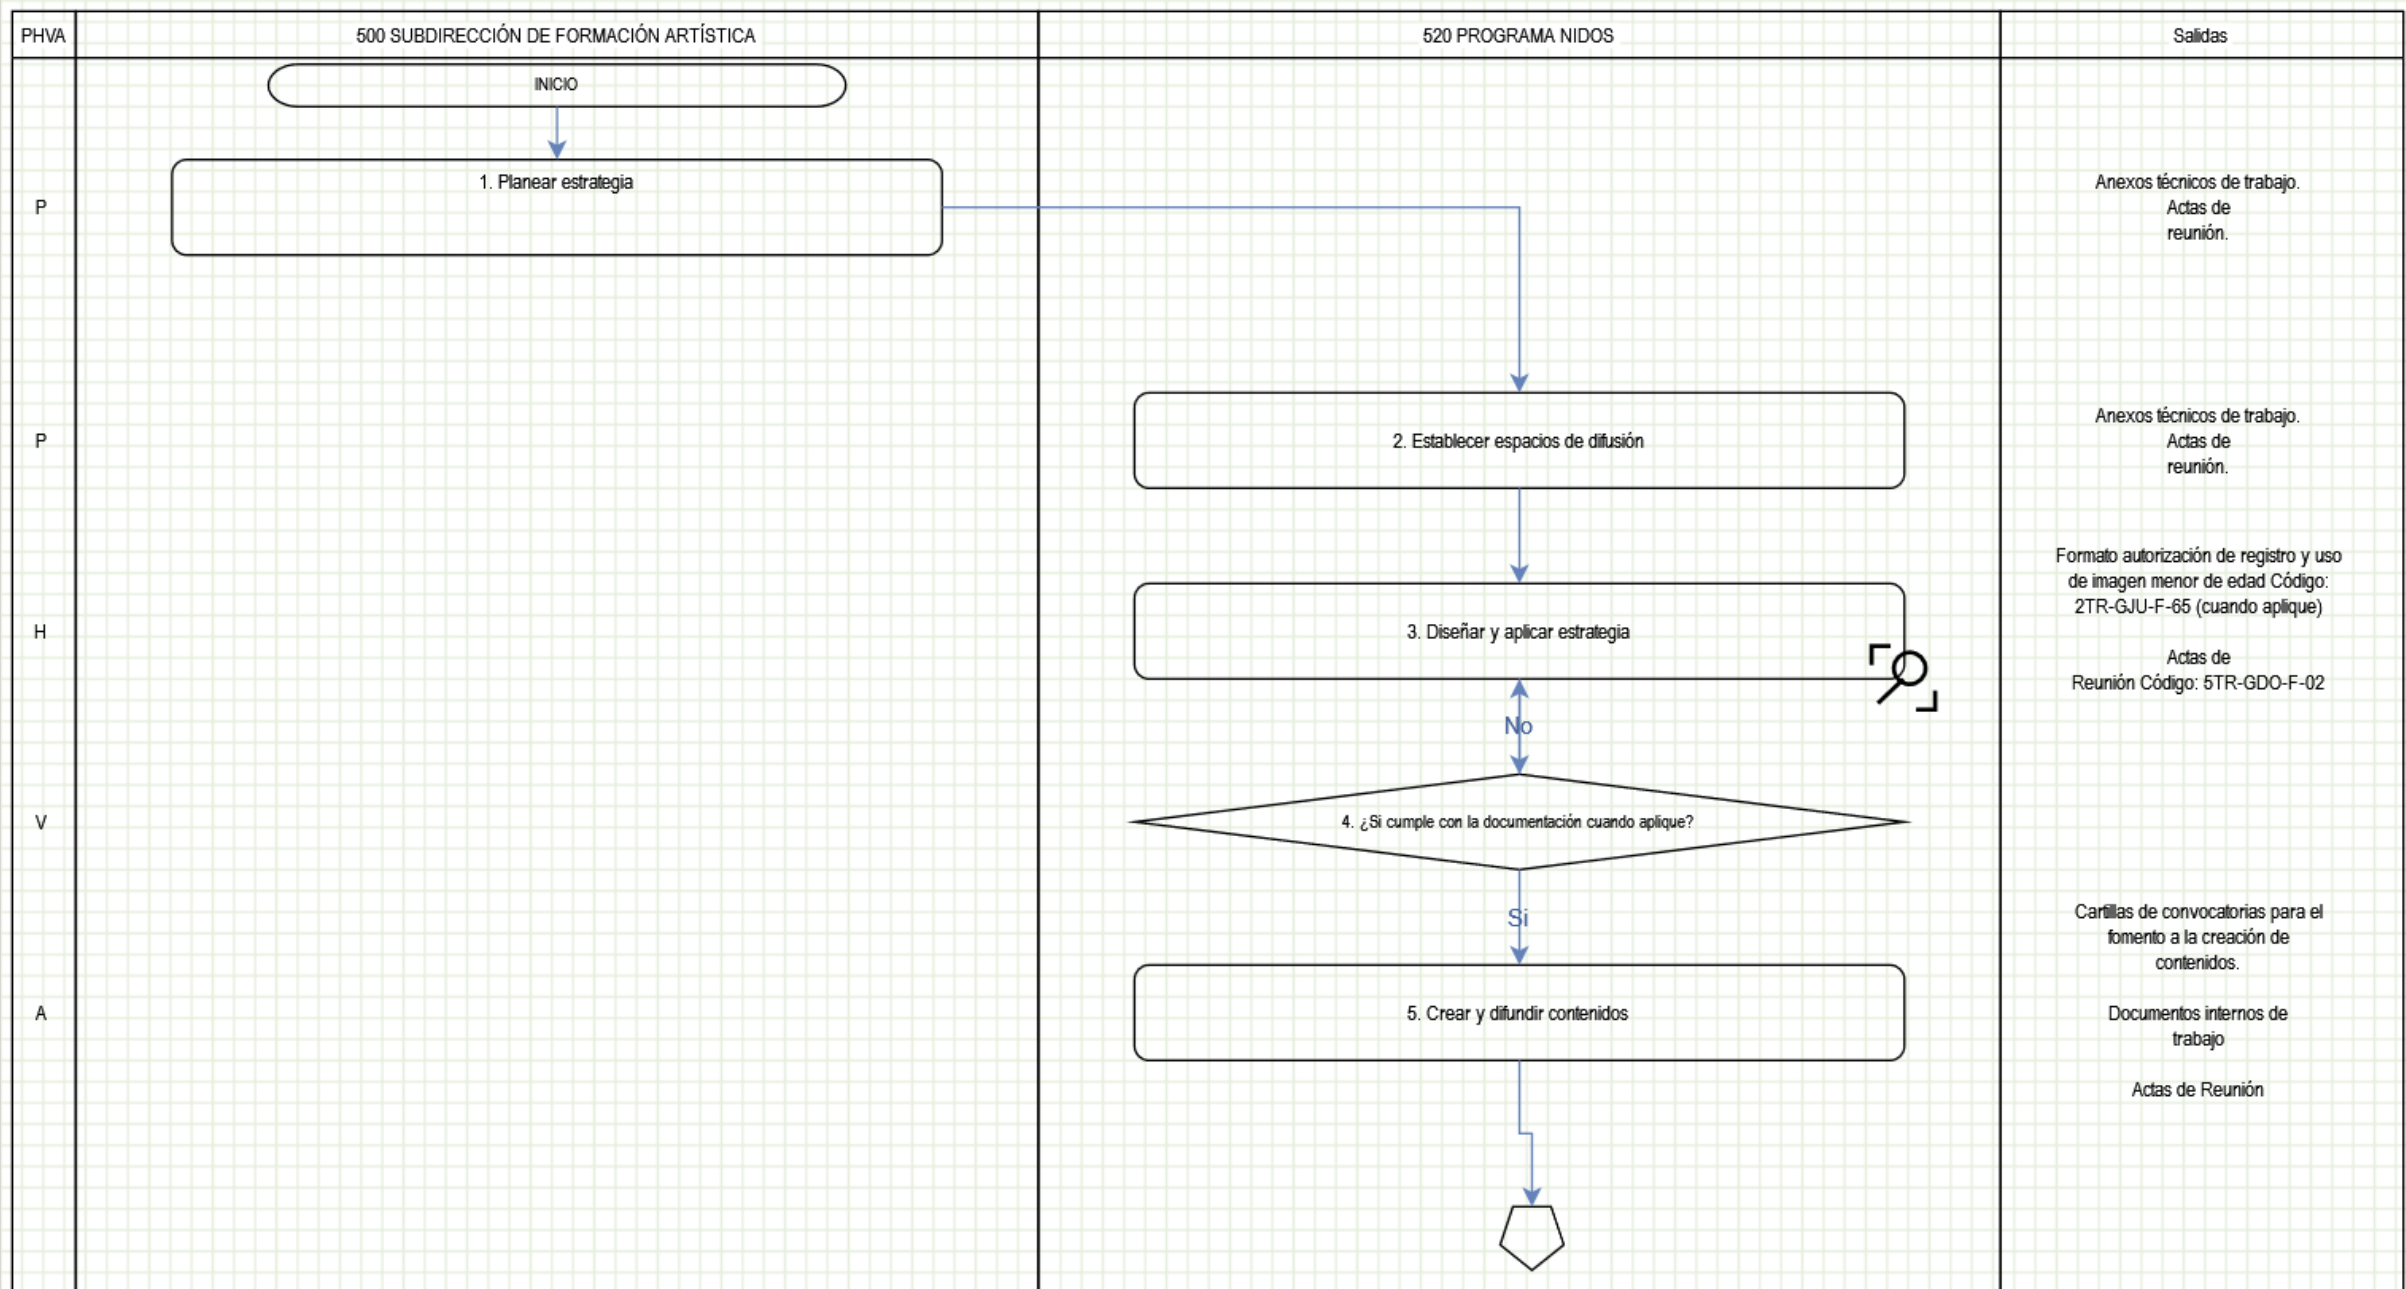 PHVA
500 SUBDIRECCIÓN DE FORMACIÓN ARTÍSTICA
520 PROGRAMA NIDOS
Salidas
INICIO
P
1. Planear estrategia
Anexos técnicos de trabajo.
Actas de
reunión.
P
2. Establecer espacios de difusión
Anexos técnicos de trabajo.
Actas de
reunión.
H
3. Diseñar y aplicar estrategia
Formato autorización de registro y uso
de imagen menor de edad Código:
2TR-GJU-F-65 (cuando aplique)
Actas de
Reunión Código: 5TR-GDO-F-02
No
V
4. ¿Si cumple con la documentación cuando aplique?
Si
A
5. Crear y difundir contenidos
Cartillas de convocatorias para el
fomento a la creación de
contenidos.
Documentos internos de
trabajo
Actas de Reunión